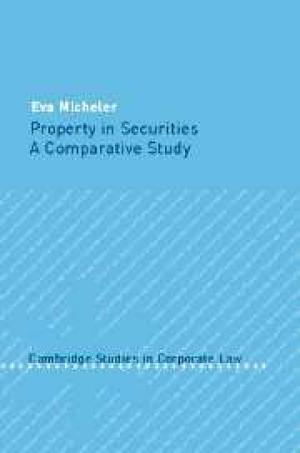 Eva Micheler
Property in Securities
A Comparative Study
Cambridge Studies in Corporate Law